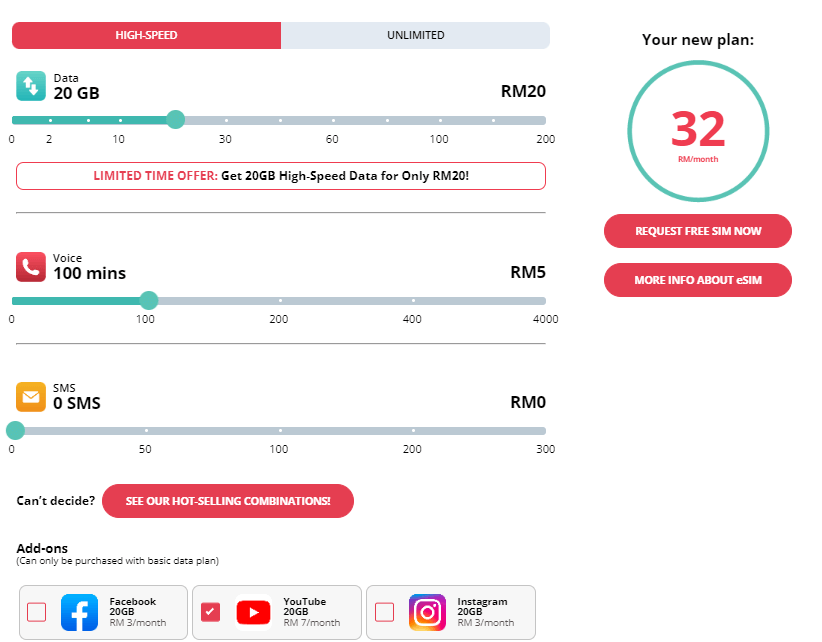 HIGH-SPEED
UNLIMITED
Your new plan:
Data
20 GB
RM20
0 2 10 30 60 100 200
LIMITED TIME OFFER: Get 20GB High-Speed Data for Only RM20!
32
RM/month
REQUEST FREE SIM NOW
MORE INFO ABOUT eSIM
Voice
100 mins
RM5
0 100 200 400 4000
SMS
0 SMS
RM0
0 50 100 200 300
Can't decide?
SEE OUR HOT-SELLING COMBINATIONS!
Add-ons
(Can only be purchased with basic data plan)
Facebook
20GB
RM 3/month
YouTube
20GB
RM 7/month
Instagram
20GB
RM 3/month